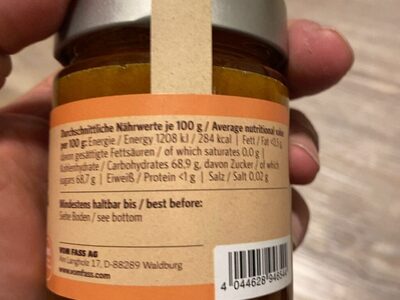 Durchschnittliche Nährwerte je 100 g / Average nutritional value
per 100 g: Energie / Energy 1208 kJ / 284 kcal | Fett / Fat <0.5 g
davon gesättigte Fettsäuren / of which saturates 0.0 g |
Kohlenhydrate / Carbohydrates 68.9 g, davon Zucker / of which
sugars 68,7 g | Eiweiß / Protein <1 g | Salz / Salt 0,02 g
Mindestens haltbar bis / best before:
Siehe Boden / see bottom
VOM FASS AG
Am Langholz 17, D-88289 Waldburg
www.vomfass.com
4 044628 94654